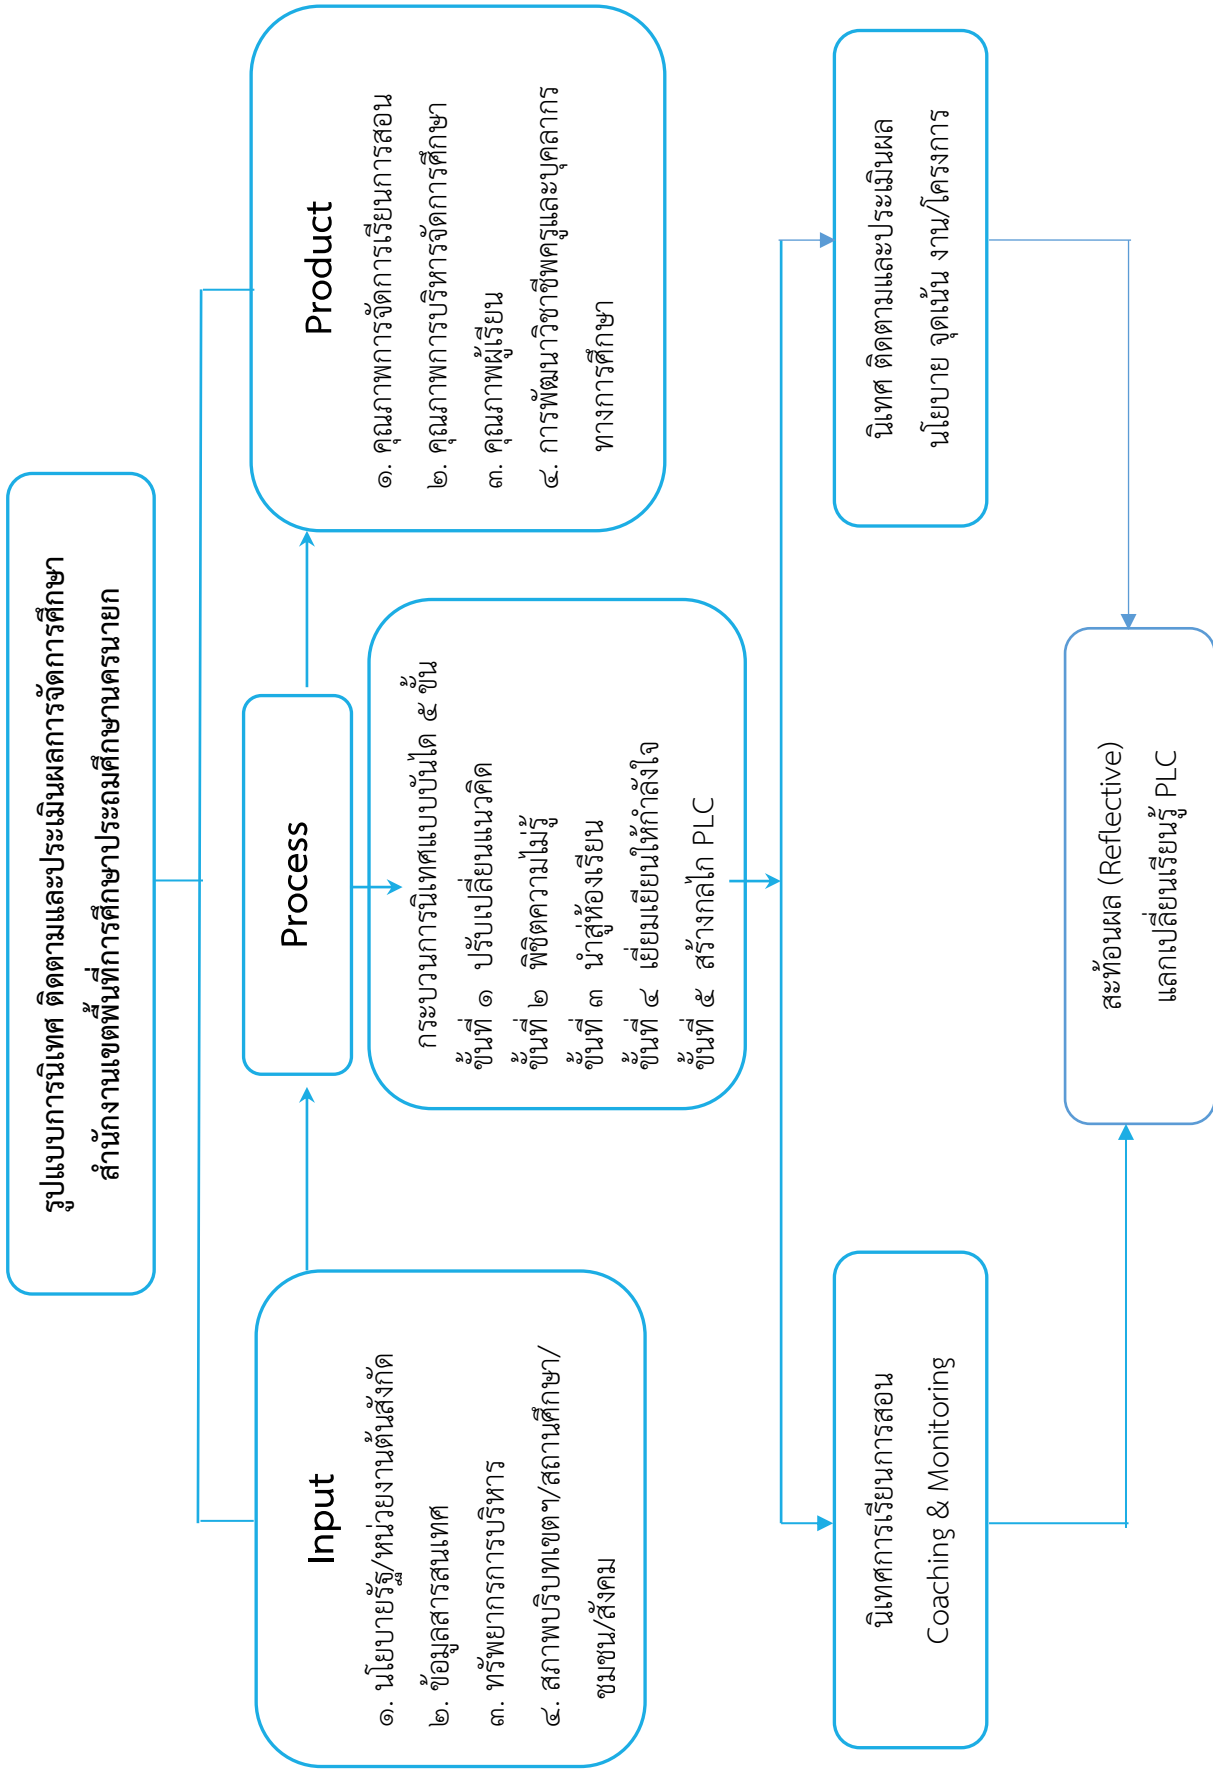 รูปแบบการนิเทศ ติดตามและประเมินผลการจัดการศึกษา
สำนักงานเขตพื้นที่การศึกษาประถมศึกษานครนายก
Input
๑. นโยบายรัฐ/หน่วยงานต้นสังกัด
๒. ข้อมูลสารสนเทศ
๓. ทรัพยากรการบริหาร
๔. สภาพบริบทเขตฯ/สถานศึกษา/
ชุมชน/สังคม
Process
กระบวนการนิเทศแบบบันได ๕ ขั้น
ขั้นที่ ๑ ปรับเปลี่ยนแนวคิด
ขั้นที่ ๒ พิชิตความไม่รู้
ขั้นที่ ๓ นำสู่ห้องเรียน
ขั้นที่ ๔ เยี่ยมเยียนให้กำลังใจ
ขั้นที่ ๕ สร้างกลไก PLC
Product
๑. คุณภาพการจัดการเรียนการสอน
๒. คุณภาพการบริหารจัดการศึกษา
๓. คุณภาพผู้เรียน
๔. การพัฒนาวิชาชีพครูและบุคลากร
ทางการศึกษา
นิเทศการเรียนการสอน
Coaching & Monitoring
นิเทศ ติดตามและประเมินผล
นโยบาย จุดเน้น งาน/โครงการ
สะท้อนผล (Reflective)
แลกเปลี่ยนเรียนรู้ PLC